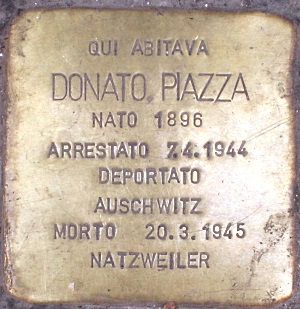 QUI ABITAVA
DONATO, PIAZZA
NATO 1896
ARRESTATO 7.4.1944
DEPORTATO
AUSCHWITZ
MORTO 20.3.1945
NATZWEILER